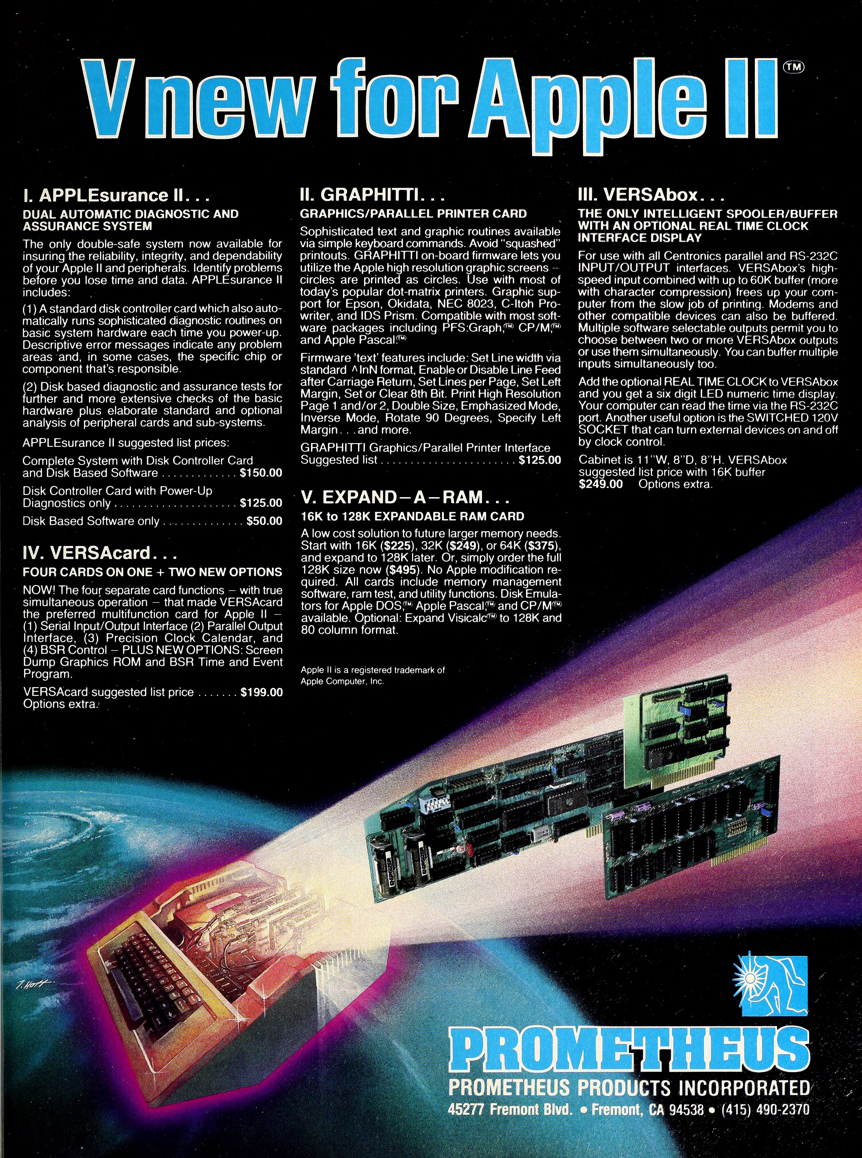 V new for Apple II™
I. APPLEsurance II. . .
DUAL AUTOMATIC DIAGNOSTIC AND
ASSURANCE SYSTEM
The only double-safe system now available for
insuring the reliability, integrity, and dependability
of your Apple II and peripherals. Identify problems
before you lose time and data. APPLEsurance II
includes:
(1) A standard disk controller card which also auto-
matically runs sophisticated diagnostic routines on
basic system hardware each time you power-up.
Descriptive error messages indicate any problem
areas and, in some cases, the specific chip or
component that's responsible.
(2) Disk based diagnostic and assurance tests for
further and more extensive checks of the basic
hardware plus elaborate standard and optional
analysis of peripheral cards and sub-systems.
APPLEsurance II suggested list prices:
Complete System with Disk Controller Card
and Disk Based Software . . . . . . . . . . . . . $150.00
Disk Controller Card with Power-Up
Diagnostics only . . . . . . . . . . . . . . . . . . . . . $125.00
Disk Based Software only . . . . . . . . . . . . . . $50.00
IV. VERSAcard. . .
FOUR CARDS ON ONE + TWO NEW OPTIONS
NOW! The four separate card functions – with true
simultaneous operation – that made VERSAcard
the preferred multifunction card for Apple II –
(1) Serial Input/Output Interface (2) Parallel Output
Interface, (3) Precision Clock Calendar, and
(4) BSR Control – PLUS NEW OPTIONS: Screen
Dump Graphics ROM and BSR Time and Event
Program.
VERSAcard suggested list price . . . . . . . $199.00
Options extra.
II. GRAPHITTI. . .
GRAPHICS/PARALLEL PRINTER CARD
Sophisticated text and graphic routines available
via simple keyboard commands. Avoid "squashed"
printouts. GRAPHITTI on-board firmware lets you
utilize the Apple high resolution graphic screens –
circles are printed as circles. Use with most of
today's popular dot-matrix printers. Graphic sup-
port for Epson, Okidata, NEC 8023, C-Itoh Pro-
writer, and IDS Prism. Compatible with most soft-
ware packages including PFS:Graph,™ CP/M,™
and Apple Pascal.™
Firmware 'text' features include: Set Line width via
standard ^InN format, Enable or Disable Line Feed
after Carriage Return, Set Lines per Page, Set Left
Margin, Set or Clear 8th Bit. Print High Resolution
Page 1 and/or 2, Double Size, Emphasized Mode,
Inverse Mode, Rotate 90 Degrees, Specify Left
Margin . . . and more.
GRAPHITTI Graphics/Parallel Printer Interface
Suggested list . . . . . . . . . . . . . . . . . . . . . . . $125.00
V. EXPAND–A–RAM. . .
16K to 128K EXPANDABLE RAM CARD
A low cost solution to future larger memory needs.
Start with 16K ($225), 32K ($249), or 64K ($375),
and expand to 128K later. Or, simply order the full
128K size now ($495). No Apple modification re-
quired. All cards include memory management
software, ram test, and utility functions. Disk Emula-
tors for Apple DOS,™ Apple Pascal,™ and CP/M™
available. Optional: Expand Visicalc™ to 128K and
80 column format.
Apple II is a registered trademark of
Apple Computer, Inc.
III. VERSAbox. . .
THE ONLY INTELLIGENT SPOOLER/BUFFER
WITH AN OPTIONAL REAL TIME CLOCK
INTERFACE DISPLAY
For use with all Centronics parallel and RS-232C
INPUT/OUTPUT interfaces. VERSAbox's high-
speed input combined with up to 60K buffer (more
with character compression) frees up your com-
puter from the slow job of printing. Modems and
other compatible devices can also be buffered.
Multiple software selectable outputs permit you to
choose between two or more VERSAbox outputs
or use them simultaneously. You can buffer multiple
inputs simultaneously too.
Add the optional REAL TIME CLOCK to VERSAbox
and you get a six digit LED numeric time display.
Your computer can read the time via the RS-232C
port. Another useful option is the SWITCHED 120V
SOCKET that can turn external devices on and off
by clock control.
Cabinet is 11"W, 8"D, 8"H. VERSAbox
suggested list price with 16K buffer
$249.00 Options extra.
PROMETHEUS
PROMETHEUS PRODUCTS INCORPORATED
45277 Fremont Blvd. • Fremont, CA 94538 • (415) 490-2370